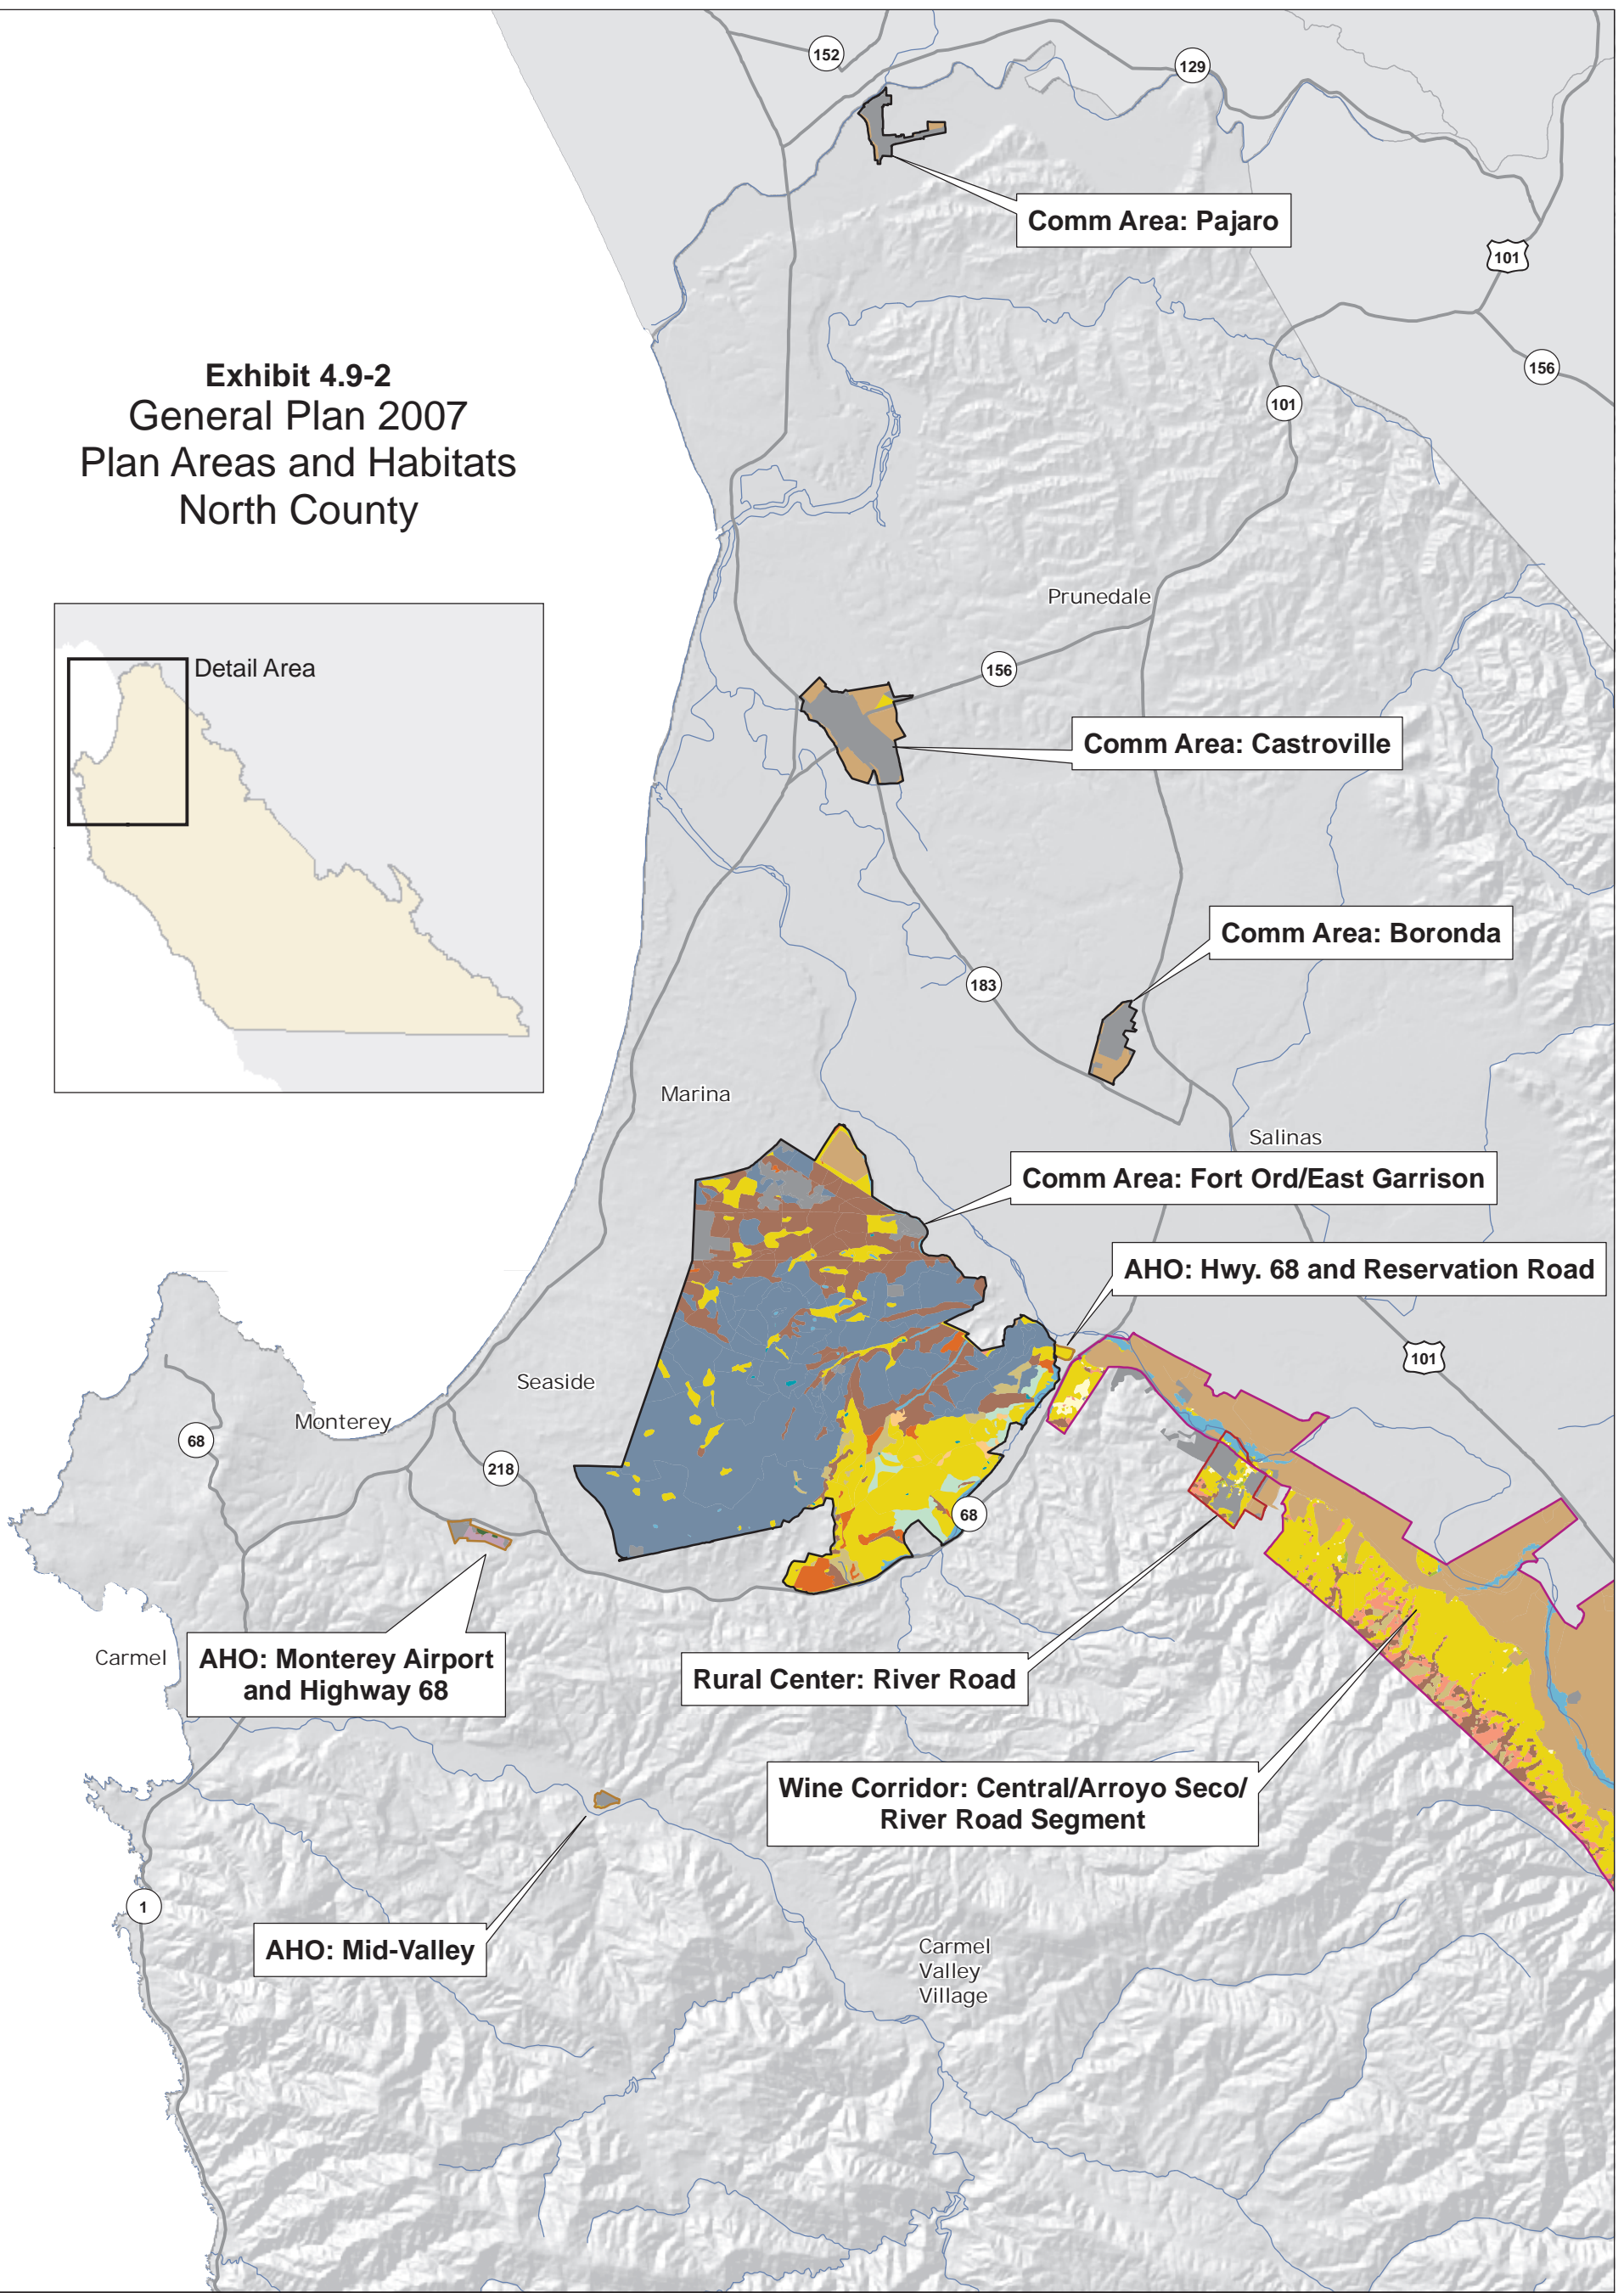 152
129
Comm Area: Pajaro
101
Exhibit 4.9-2
General Plan 2007
Plan Areas and Habitats
North County
156
101
Prunedale
Detail Area
156
Comm Area: Castroville
Comm Area: Boronda
183
Marina
Salinas
Comm Area: Fort Ord/East Garrison
AHO: Hwy. 68 and Reservation Road
101
Seaside
Monterey
68
218
68
Carmel
AHO: Monterey Airport
and Highway 68
Rural Center: River Road
Wine Corridor: Central/Arroyo Seco/
River Road Segment
1
AHO: Mid-Valley
Carmel
Valley
Village